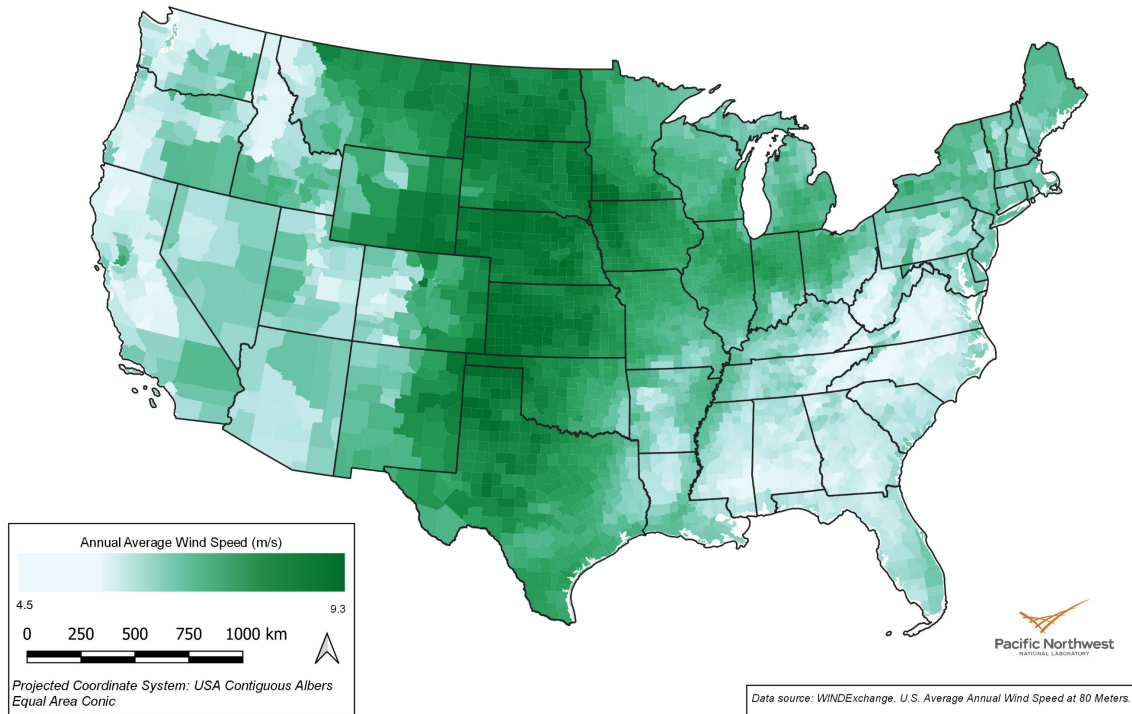 Annual Average Wind Speed (m/s)
4.5
9.3
0 250 500 750 1000 km
Projected Coordinate System: USA Contiguous Albers
Equal Area Conic
Pacific Northwest
NATIONAL LABORATORY
Data source: WINDExchange. U.S. Average Annual Wind Speed at 80 Meters.